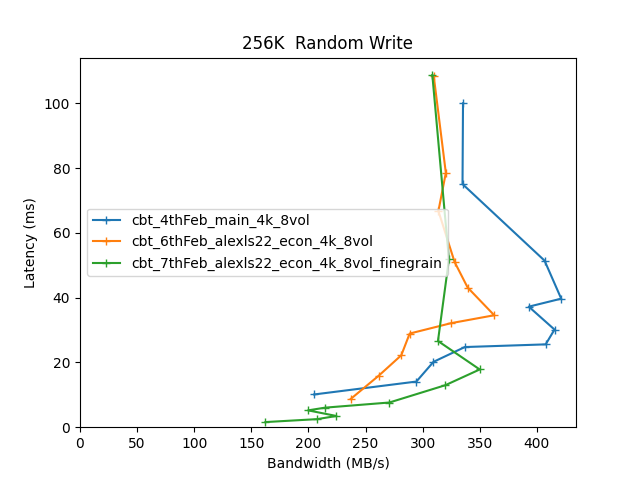 256K  Random Write
Latency (ms)
100
80
60
40
20
0
cbt_4thFeb_main_4k_8vol
cbt_6thFeb_alexls22_econ_4k_8vol
cbt_7thFeb_alexls22_econ_4k_8vol_finegrain
0 50 100 150 200 250 300 350 400
Bandwidth (MB/s)